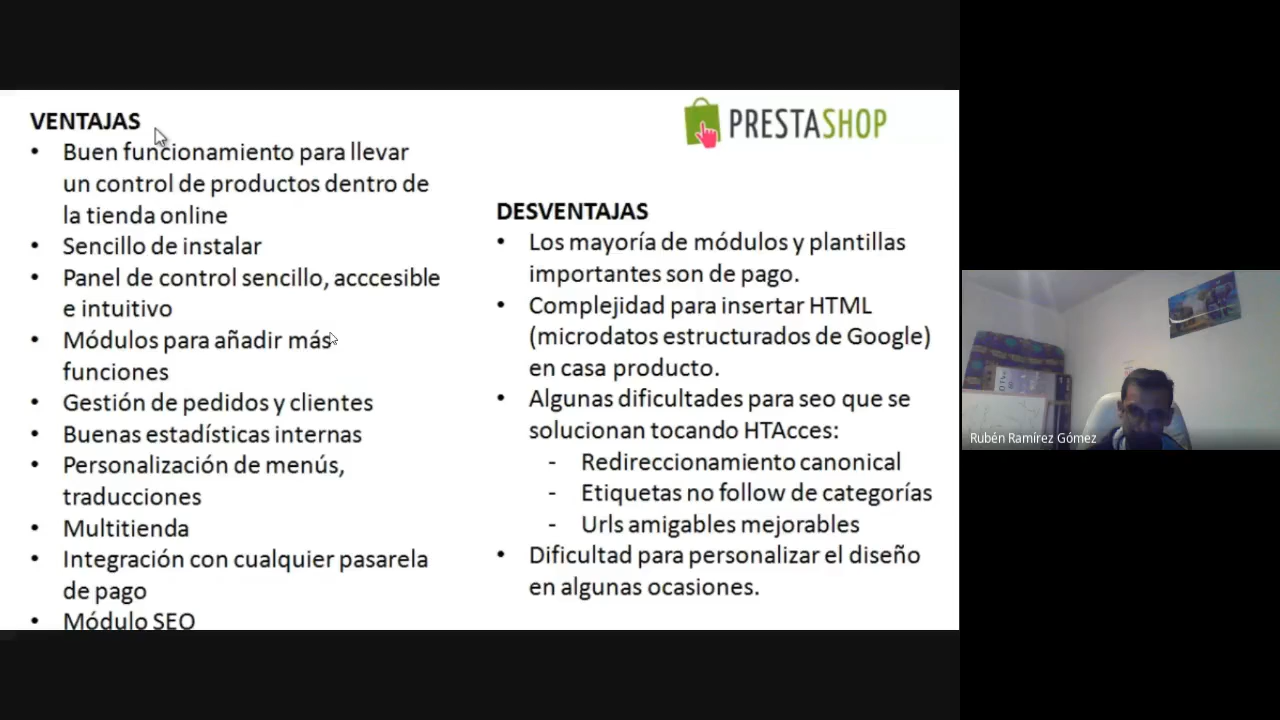 VENTAJAS
• Buen funcionamiento para llevar
un control de productos dentro de
la tienda online
• Sencillo de instalar
• Panel de control sencillo, acccesible
e intuitivo
• Módulos para añadir más
funciones
• Gestión de pedidos y clientes
• Buenas estadísticas internas
• Personalización de menús,
traducciones
• Multitienda
• Integración con cualquier pasarela
de pago
• Módulo SEO
PRESTASHOP
DESVENTAJAS
• Los mayoría de módulos y plantillas
importantes son de pago.
• Complejidad para insertar HTML
(microdatos estructurados de Google)
en casa producto.
• Algunas dificultades para seo que se
solucionan tocando HTAcces:
- Redireccionamiento canonical
- Etiquetas no follow de categorías
- Urls amigables mejorables
• Dificultad para personalizar el diseño
en algunas ocasiones.
Rubén Ramírez Gómez